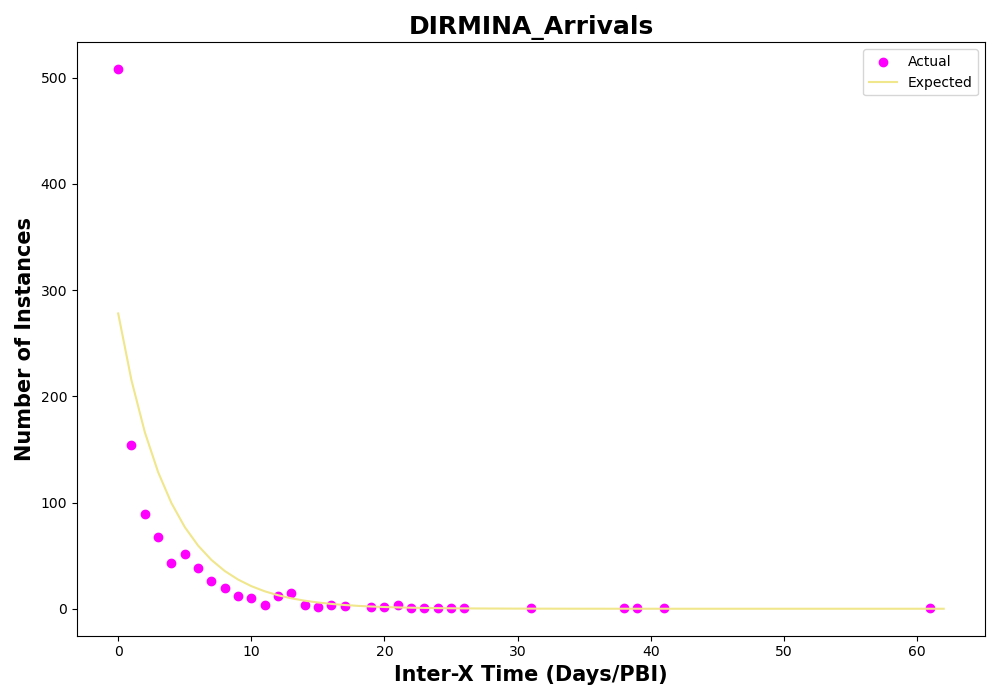 DIRMINA_Arrivals
Actual
Expected
Number of Instances
500
400
300
200
100
0
0 10 20 30 40 50 60
Inter-X Time (Days/PBI)